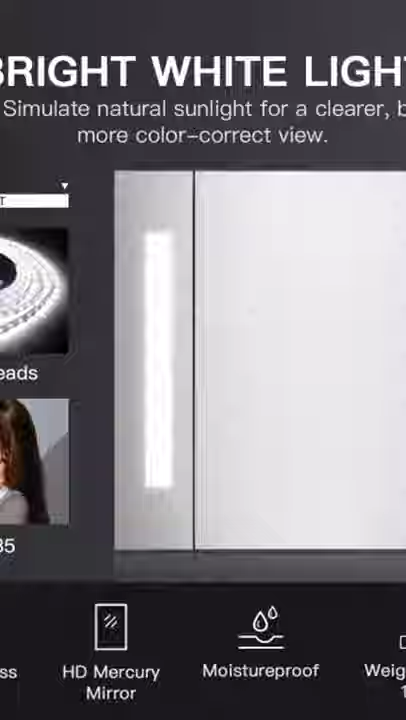 BRIGHT WHITE LIGHT
Simulate natural sunlight for a clearer, b
more color-correct view.
T
eads
35
ss
HD Mercury
Mirror
Moistureproof
Weig
1